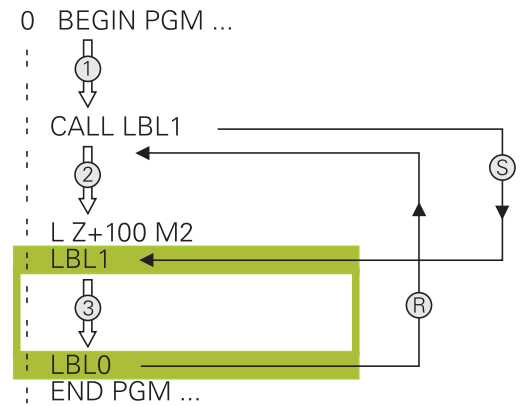 0 BEGIN PGM ...
1
CALL LBL1
S
2
L Z+100 M2
LBL1
3
R
LBL0
END PGM ...